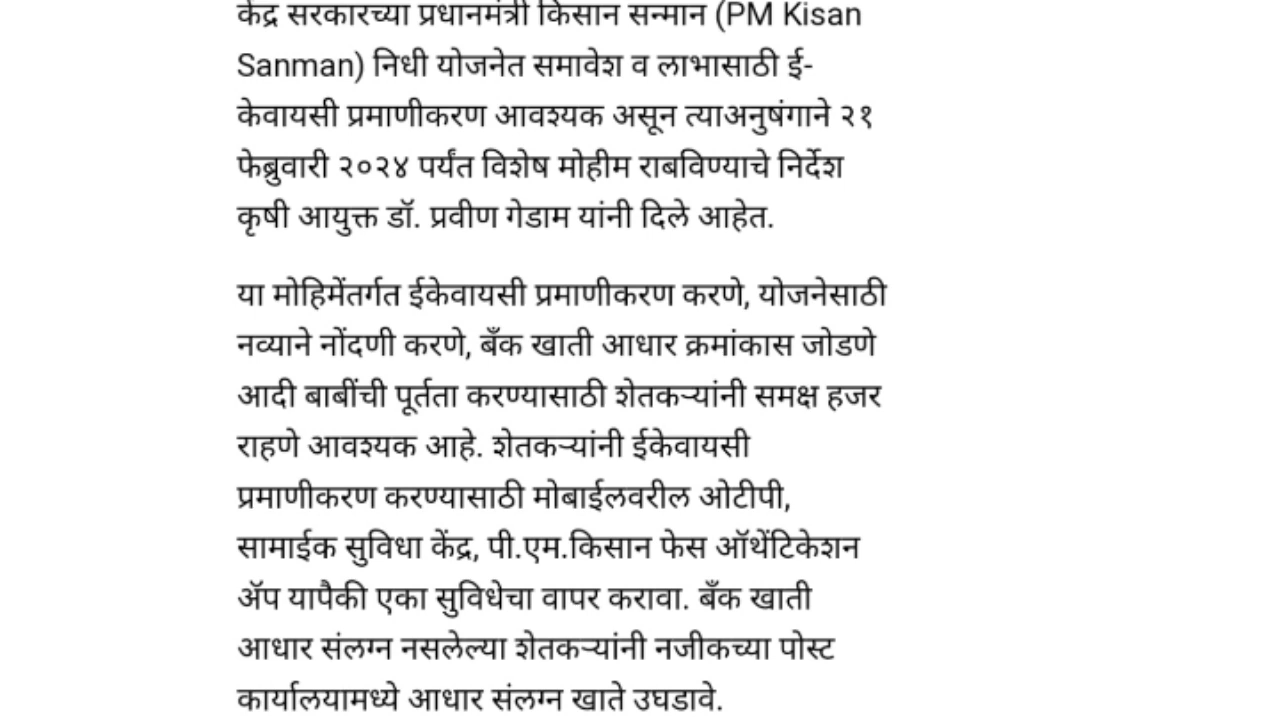 केंद्र सरकारच्या प्रधानमंत्री किसान सन्मान (PM Kisan
Sanman) निधी योजनेत समावेश व लाभासाठी ई-
केवायसी प्रमाणीकरण आवश्यक असून त्याअनुषंगाने २१
फेब्रुवारी २०२४ पर्यंत विशेष मोहीम राबविण्याचे निर्देश
कृषी आयुक्त डॉ. प्रवीण गेडाम यांनी दिले आहेत.
या मोहिमेंतर्गत ईकेवायसी प्रमाणीकरण करणे, योजनेसाठी
नव्याने नोंदणी करणे, बँक खाती आधार क्रमांकास जोडणे
आदी बाबींची पूर्तता करण्यासाठी शेतकऱ्यांनी समक्ष हजर
राहणे आवश्यक आहे. शेतकऱ्यांनी ईकेवायसी
प्रमाणीकरण करण्यासाठी मोबाईलवरील ओटीपी,
सामाईक सुविधा केंद्र, पी.एम.किसान फेस ऑथेंटिकेशन
ॲप यापैकी एका सुविधेचा वापर करावा. बँक खाती
आधार संलग्न नसलेल्या शेतकऱ्यांनी नजीकच्या पोस्ट
कार्यालयामध्ये आधार संलग्न खाते उघडावे.